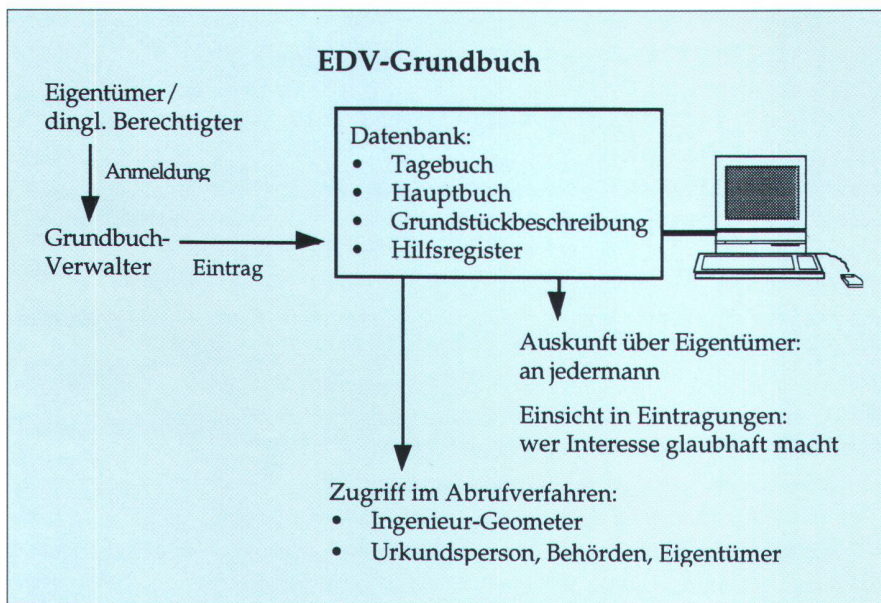 EDV-Grundbuch
Eigentümer/
dingl. Berechtigter
Anmeldung
Grundbuch-
Verwalter
Eintrag
Datenbank:
• Tagebuch
• Hauptbuch
• Grundstückbeschreibung
• Hilfsregister
Auskunft über Eigentümer:
an jedermann
Einsicht in Eintragungen:
wer Interesse glaubhaft macht
Zugriff im Abrufverfahren:
• Ingenieur-Geometer
• Urkundsperson, Behörden, Eigentümer